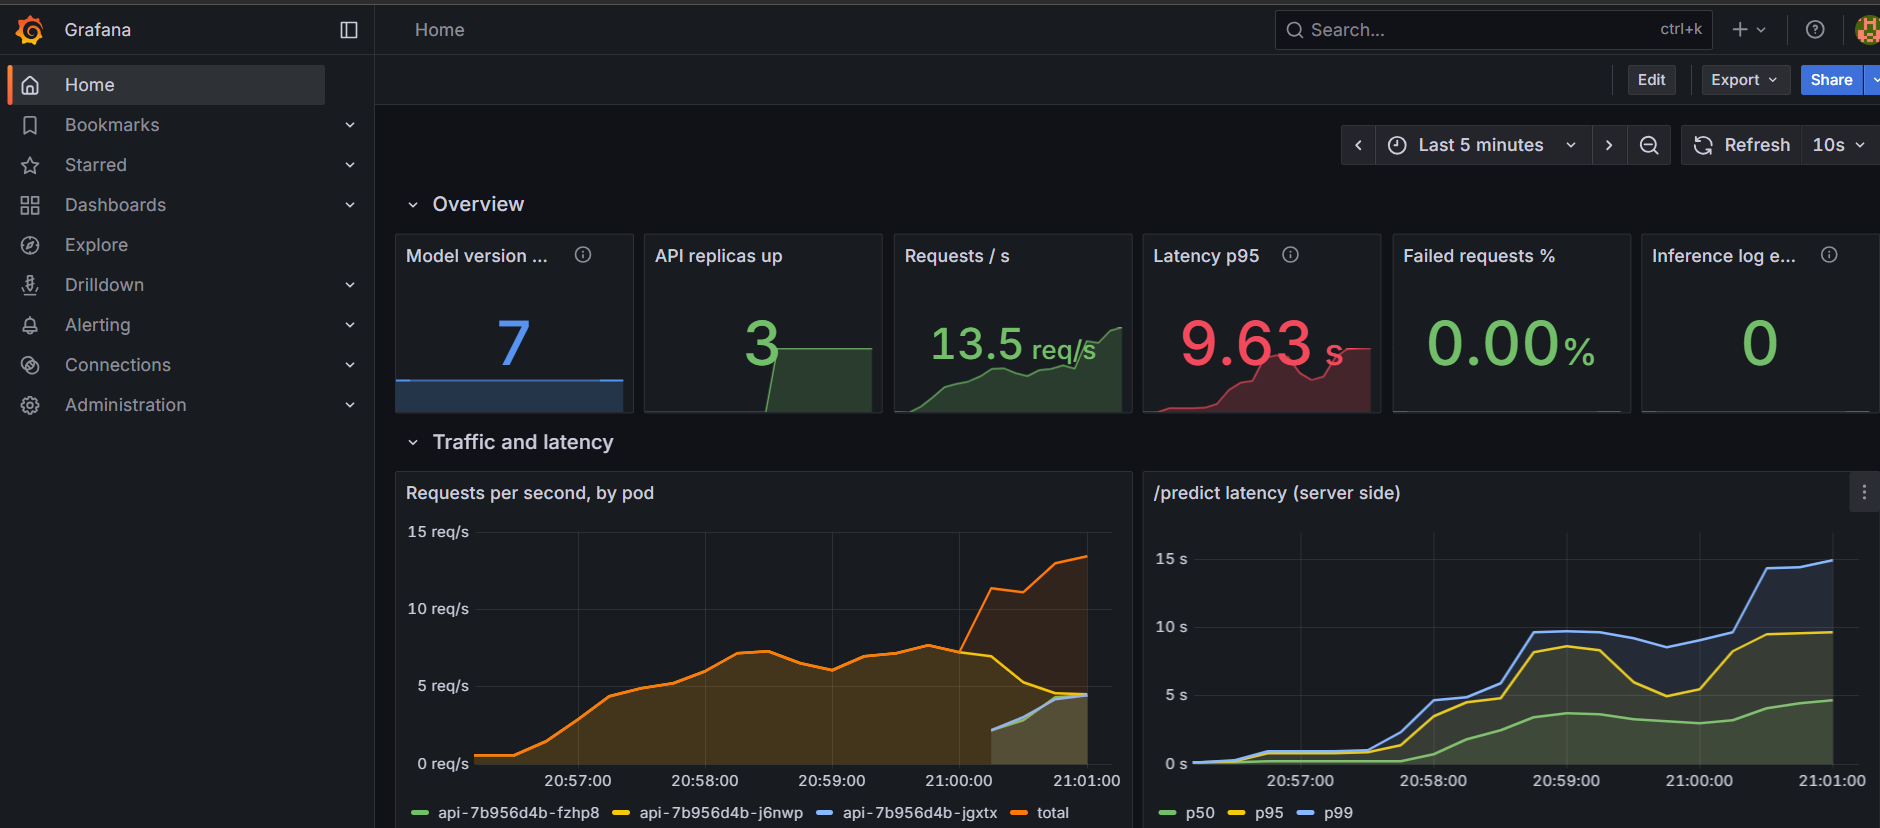 Grafana
Home
Search...
ctrl+k
Home
Bookmarks
Starred
Dashboards
Explore
Drilldown
Alerting
Connections
Administration
Edit
Export
Share
Last 5 minutes
Refresh
10s
Overview
Model version ...
7
API replicas up
3
Requests / s
13.5 req/s
Latency p95
9.63 s
Failed requests %
0.00%
Inference log e...
0
Traffic and latency
Requests per second, by pod
15 req/s
10 req/s
5 req/s
0 req/s
20:57:00 20:58:00 20:59:00 21:00:00 21:01:00
api-7b956d4b-fzhp8 api-7b956d4b-j6nwp api-7b956d4b-jgxtx total
/predict latency (server side)
15 s
10 s
5 s
0 s
20:57:00 20:58:00 20:59:00 21:00:00 21:01:00
p50 p95 p99